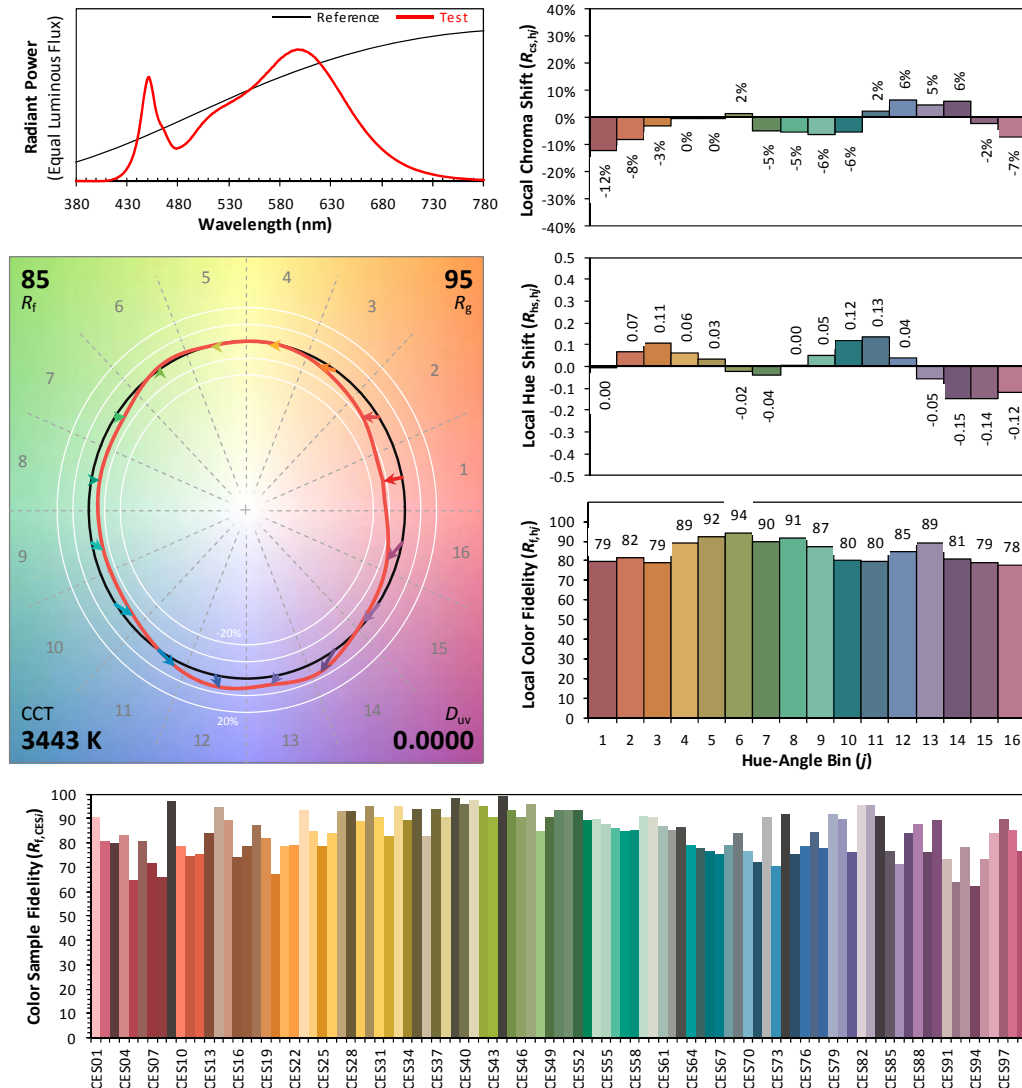 Reference Test
Radiant Power
(Equal Luminous Flux)
380 430 480 530 580 630 680 730 780
Wavelength (nm)
Local Chroma Shift (Rcs,hj)
40%
30%
20%
10%
0%
-10%
-20%
-30%
-40%
-12% -8% -3% 0% 0% 2% -5% -5% -6% -6% 2% 6% 5% 6% -2% -7%
85
Rf
95
Rg
5 4
6 3
7 2
8 1
9 16
10 15
11 14
12 13
-20%
20%
CCT
3443 K
Duv
0.0000
Local Hue Shift (Rhs,hj)
0.5
0.4
0.3
0.2
0.1
0.0
-0.1
-0.2
-0.3
-0.4
-0.5
0.00 0.07 0.11 0.06 0.03 -0.02 -0.04 0.00 0.05 0.12 0.13 0.04 -0.05 -0.15 -0.14 -0.12
Local Color Fidelity (Rf,hj)
100
90
80
70
60
50
40
30
20
10
0
79 82 79 89 92 94 90 91 87 80 80 85 89 81 79 78
1 2 3 4 5 6 7 8 9 10 11 12 13 14 15 16
Hue-Angle Bin (j)
Color Sample Fidelity (Rf,CESi)
100
90
80
70
60
50
40
30
20
10
0
CES01 CES04 CES07 CES10 CES13 CES16 CES19 CES22 CES25 CES28 CES31 CES34 CES37 CES40 CES43 CES46 CES49 CES52 CES55 CES58 CES61 CES64 CES67 CES70 CES73 CES76 CES79 CES82 CES85 CES88 CES91 CES94 CES97